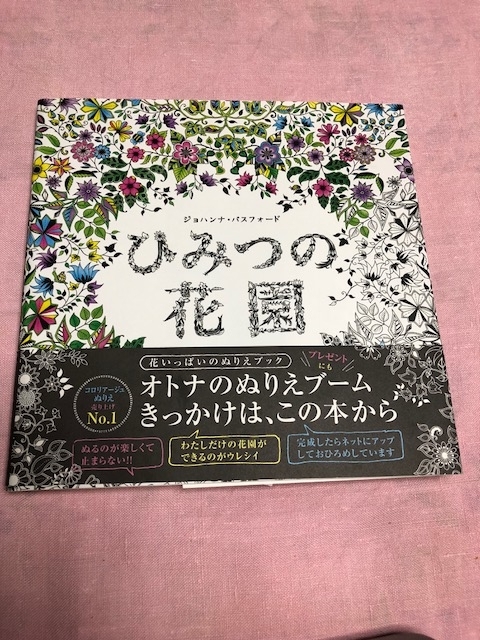 ジョハンナ・バスフォード
ひみつの
花園
花いっぱいのぬりえブック
プレゼント
にも
コロリアージュ
ぬりえ
売り上げ
No.1
オトナのぬりえブーム
きっかけは、この本から
ぬるのが楽しくて
止まらない!!
わたしだけの花園が
できるのがウレシイ
完成したらネットにアップ
しておひろめしています